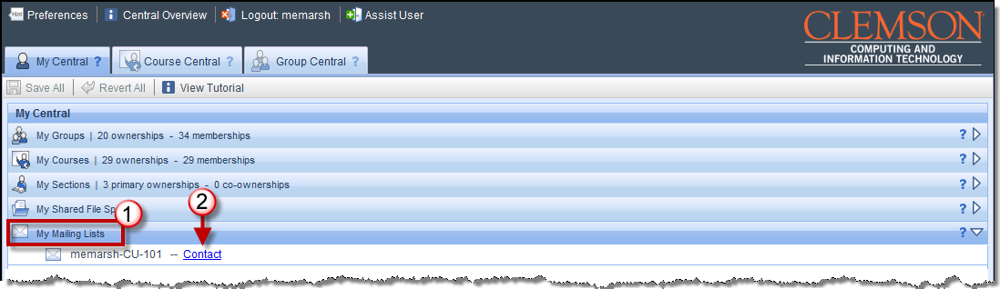 Preferences | Central Overview | Logout: memarsh | Assist User
CLEMSON
COMPUTING AND
INFORMATION TECHNOLOGY
My Central ? Course Central ? Group Central ?
Save All | Revert All | View Tutorial
My Central
My Groups | 20 ownerships - 34 memberships ?
My Courses | 29 ownerships - 29 memberships ?
My Sections | 3 primary ownerships - 0 co-ownerships ?
My Shared File Sp
1
2
My Mailing Lists ?
memarsh-CU-101 -- Contact